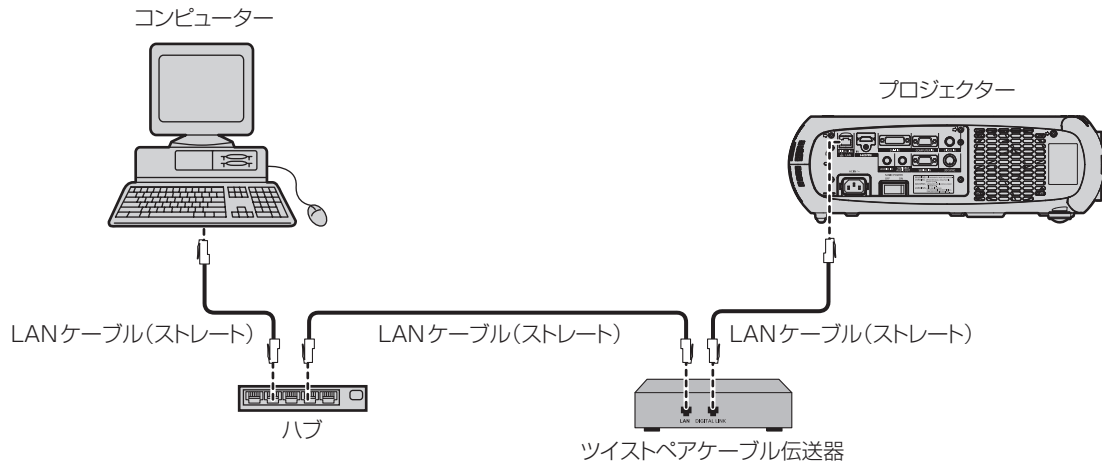 コンピューター
プロジェクター
LANケーブル（ストレート）
LANケーブル（ストレート）
LANケーブル（ストレート）
ハブ
LAN
DIGITAL LINK
ツイストペアケーブル伝送器